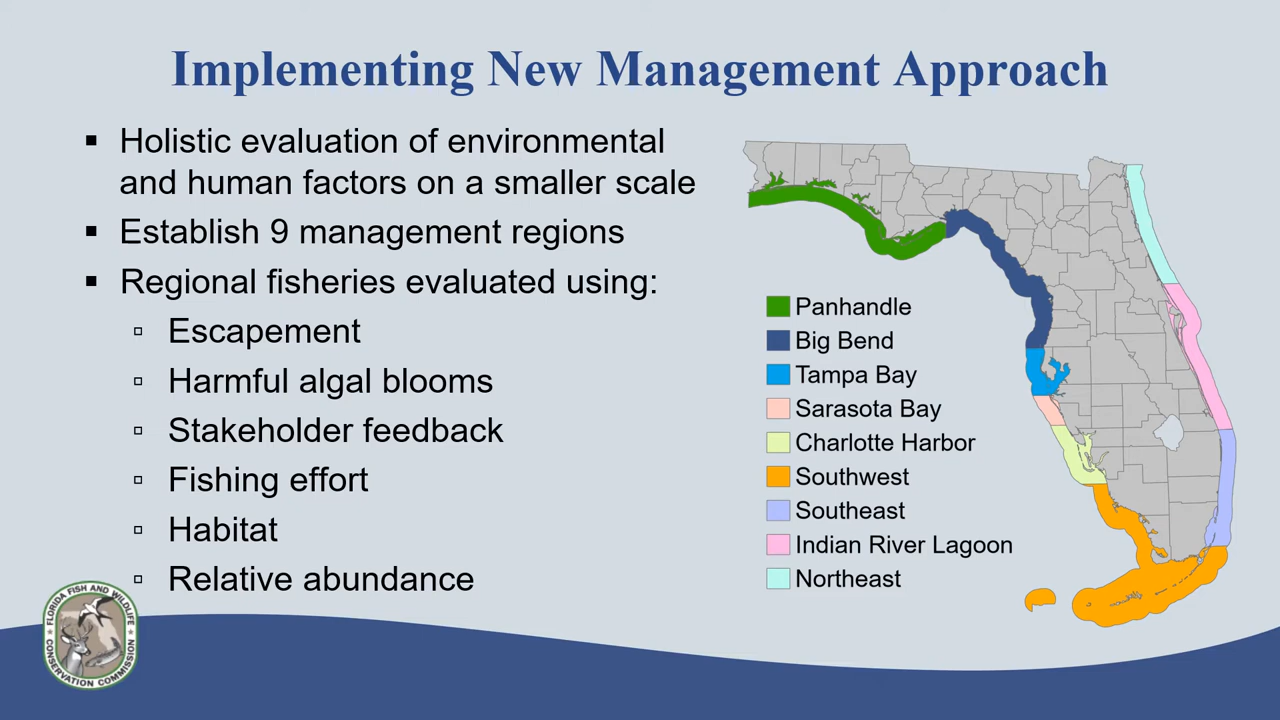 Implementing New Management Approach
▪ Holistic evaluation of environmental
and human factors on a smaller scale
▪ Establish 9 management regions
▪ Regional fisheries evaluated using:
▫ Escapement
▫ Harmful algal blooms
▫ Stakeholder feedback
▫ Fishing effort
▫ Habitat
▫ Relative abundance
Panhandle
Big Bend
Tampa Bay
Sarasota Bay
Charlotte Harbor
Southwest
Southeast
Indian River Lagoon
Northeast
FLORIDA FISH AND WILDLIFE
CONSERVATION COMMISSION